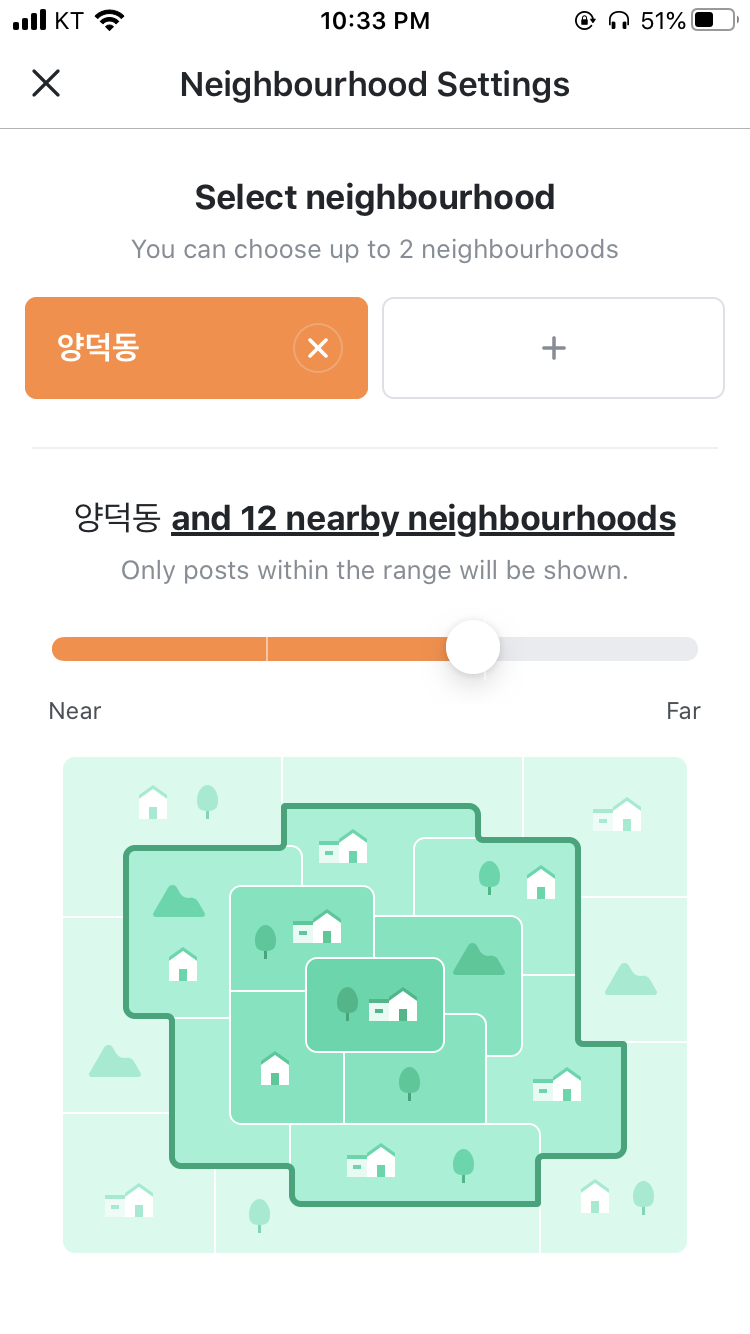 KT 10:33 PM 51%
Neighbourhood Settings
Select neighbourhood
You can choose up to 2 neighbourhoods
양덕동
양덕동 and 12 nearby neighbourhoods
Only posts within the range will be shown.
Near Far